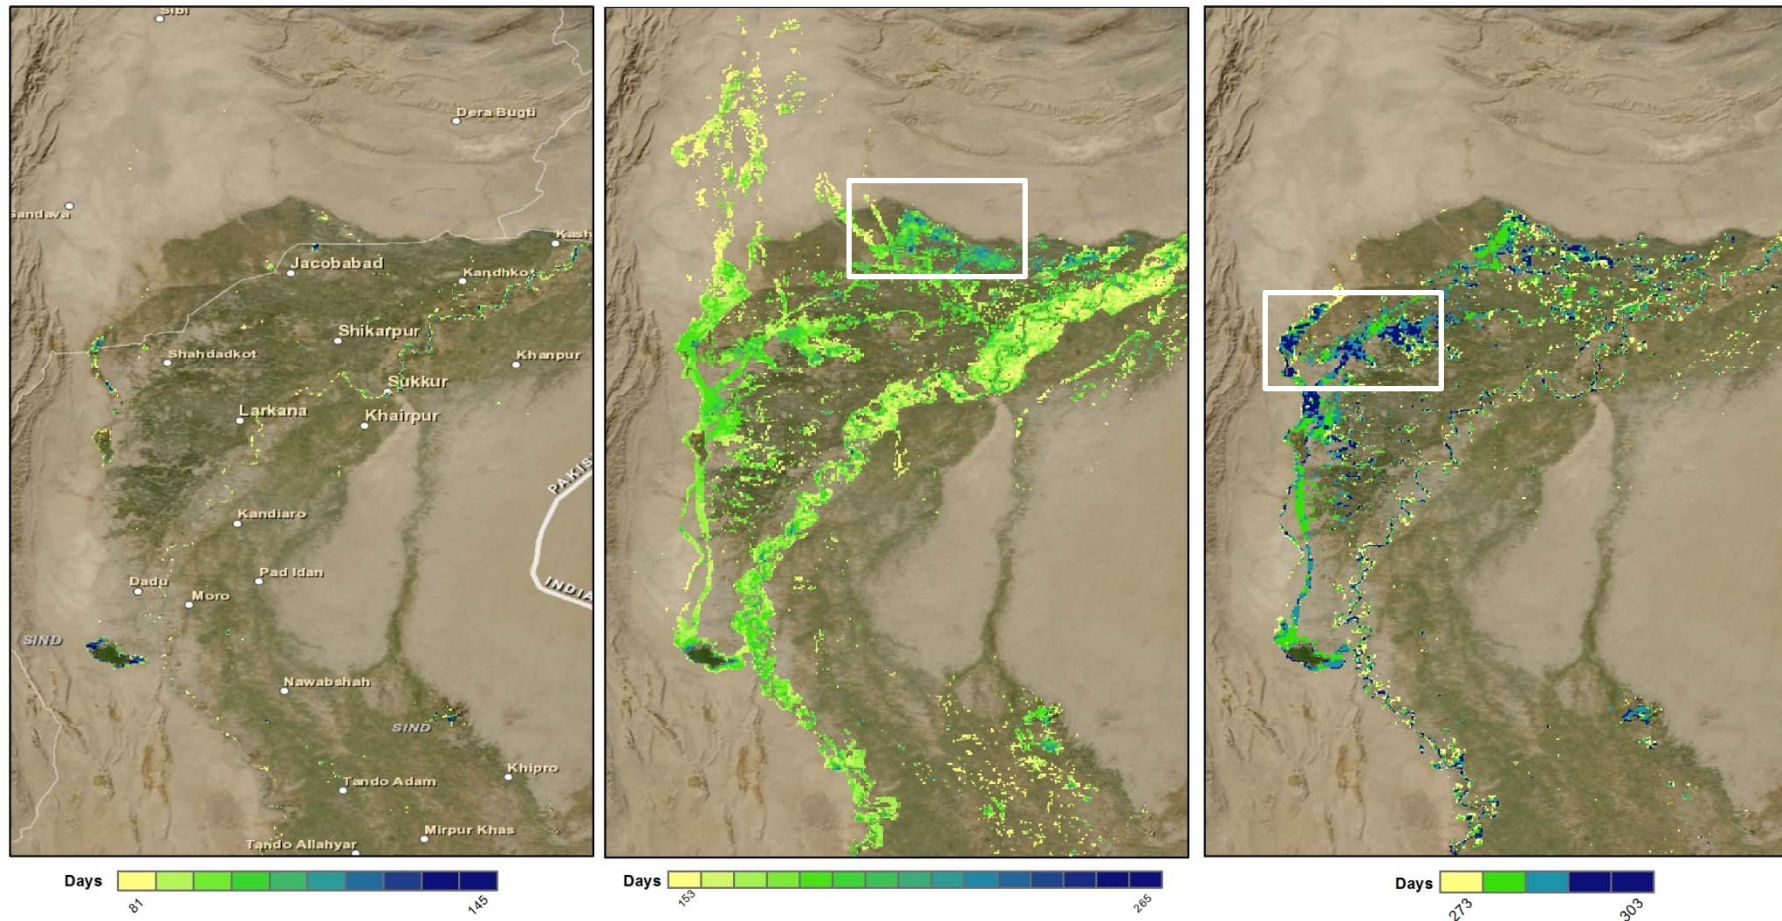 Sibi
Dera Bugti
Gandava
Kash
Jacobabad
Kandhkot
Shikarpur
Shahdadkot
Khanpur
Sukkur
Larkana
Khairpur
PAKIS
Kandiaro
Dadu
Pad Idan
INDIA
Moro
SIND
Nawabshah
SIND
Khipro
Tando Adam
Mirpur Khas
Tando Allahyar
Days
81
145
Days
153
265
Days
273
303